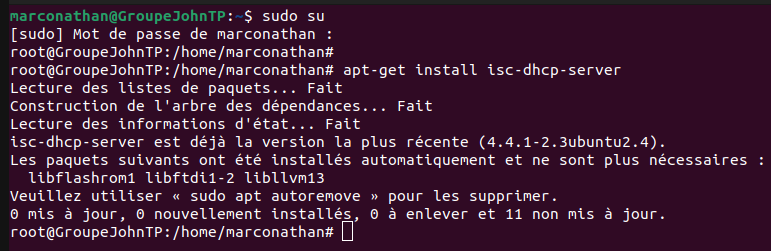 marconathan@GroupeJohnTP:~$ sudo su
[sudo] Mot de passe de marconathan :
root@GroupeJohnTP:/home/marconathan#
root@GroupeJohnTP:/home/marconathan# apt-get install isc-dhcp-server
Lecture des listes de paquets... Fait
Construction de l'arbre des dépendances... Fait
Lecture des informations d'état... Fait
isc-dhcp-server est déjà la version la plus récente (4.4.1-2.3ubuntu2.4).
Les paquets suivants ont été installés automatiquement et ne sont plus nécessaires :
  libflashrom1 libftdi1-2 libllvm13
Veuillez utiliser « sudo apt autoremove » pour les supprimer.
0 mis à jour, 0 nouvellement installés, 0 à enlever et 11 non mis à jour.
root@GroupeJohnTP:/home/marconathan#